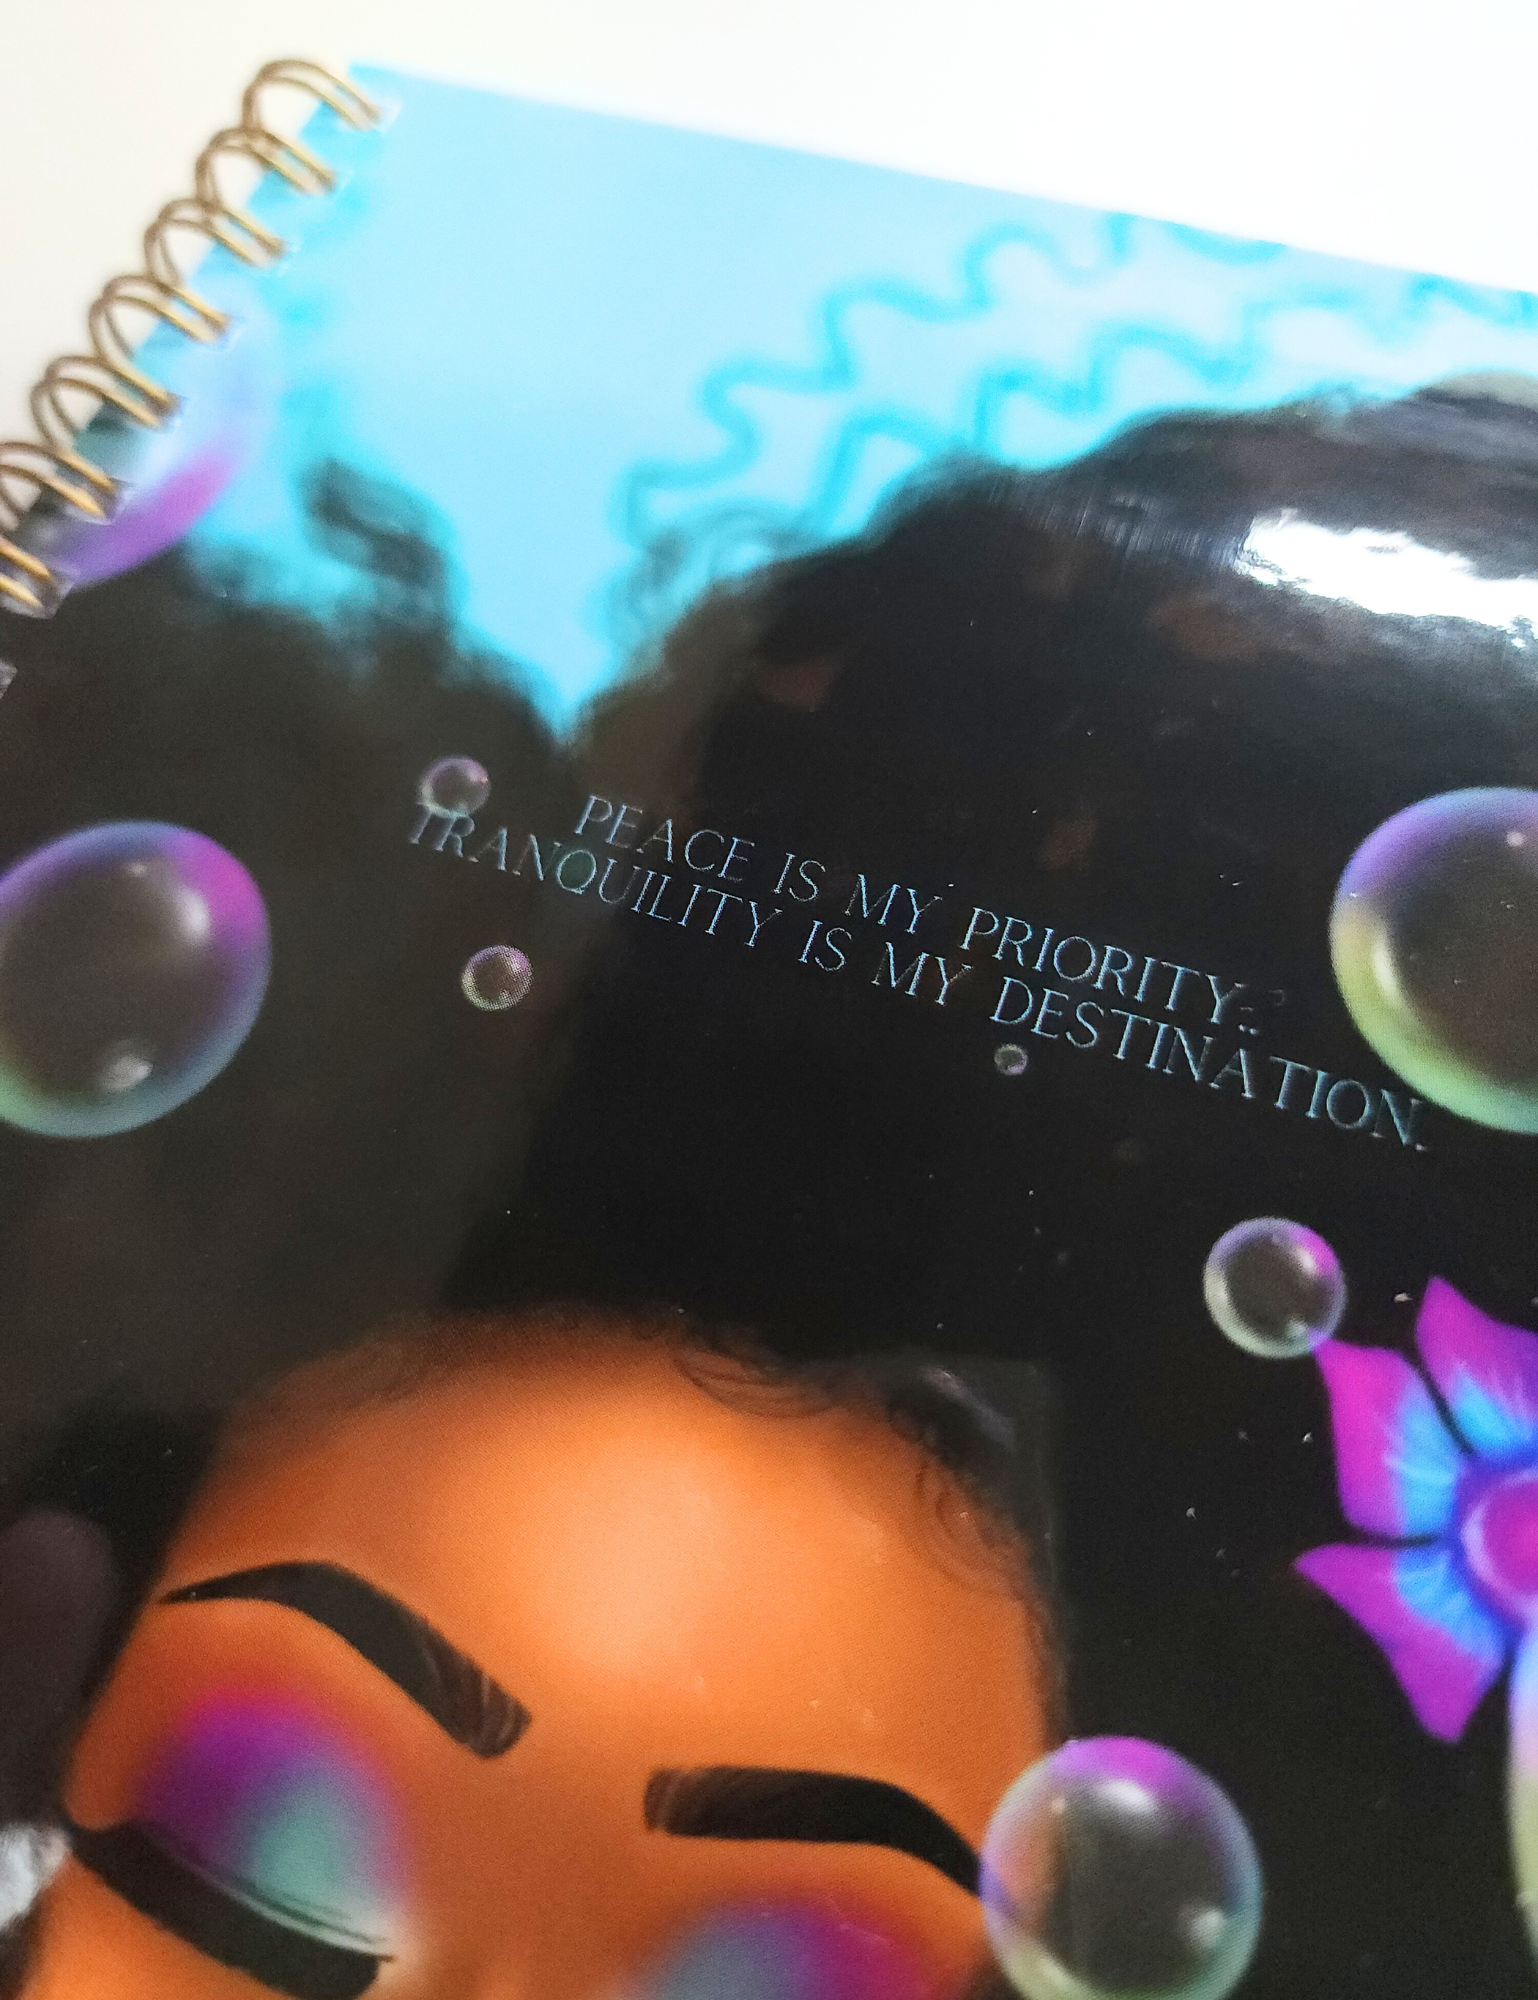 PEACE IS MY PRIORITY.
TRANQUILITY IS MY DESTINATION.